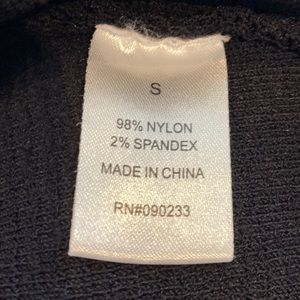 S
98% NYLON
2% SPANDEX
MADE IN CHINA
RN#090233